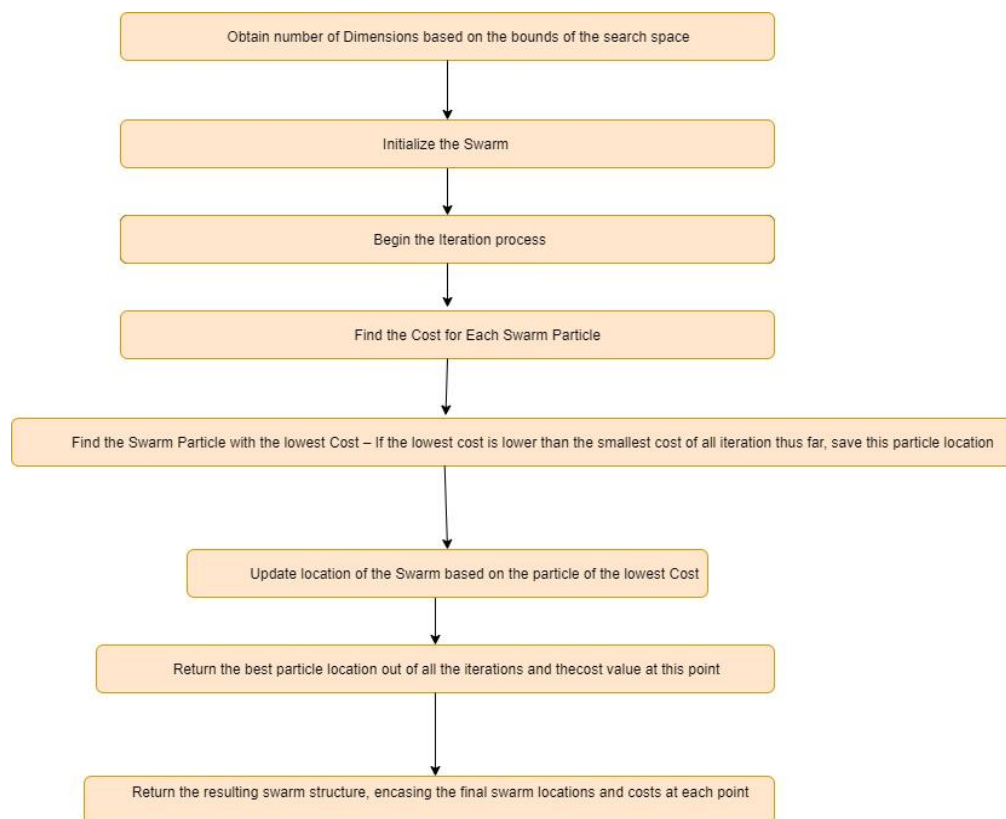 Obtain number of Dimensions based on the bounds of the search space
Initialize the Swarm
Begin the Iteration process
Find the Cost for Each Swarm Particle
Find the Swarm Particle with the lowest Cost – If the lowest cost is lower than the smallest cost of all iteration thus far, save this particle location
Update location of the Swarm based on the particle of the lowest Cost
Return the best particle location out of all the iterations and thecost value at this point
Return the resulting swarm structure, encasing the final swarm locations and costs at each point